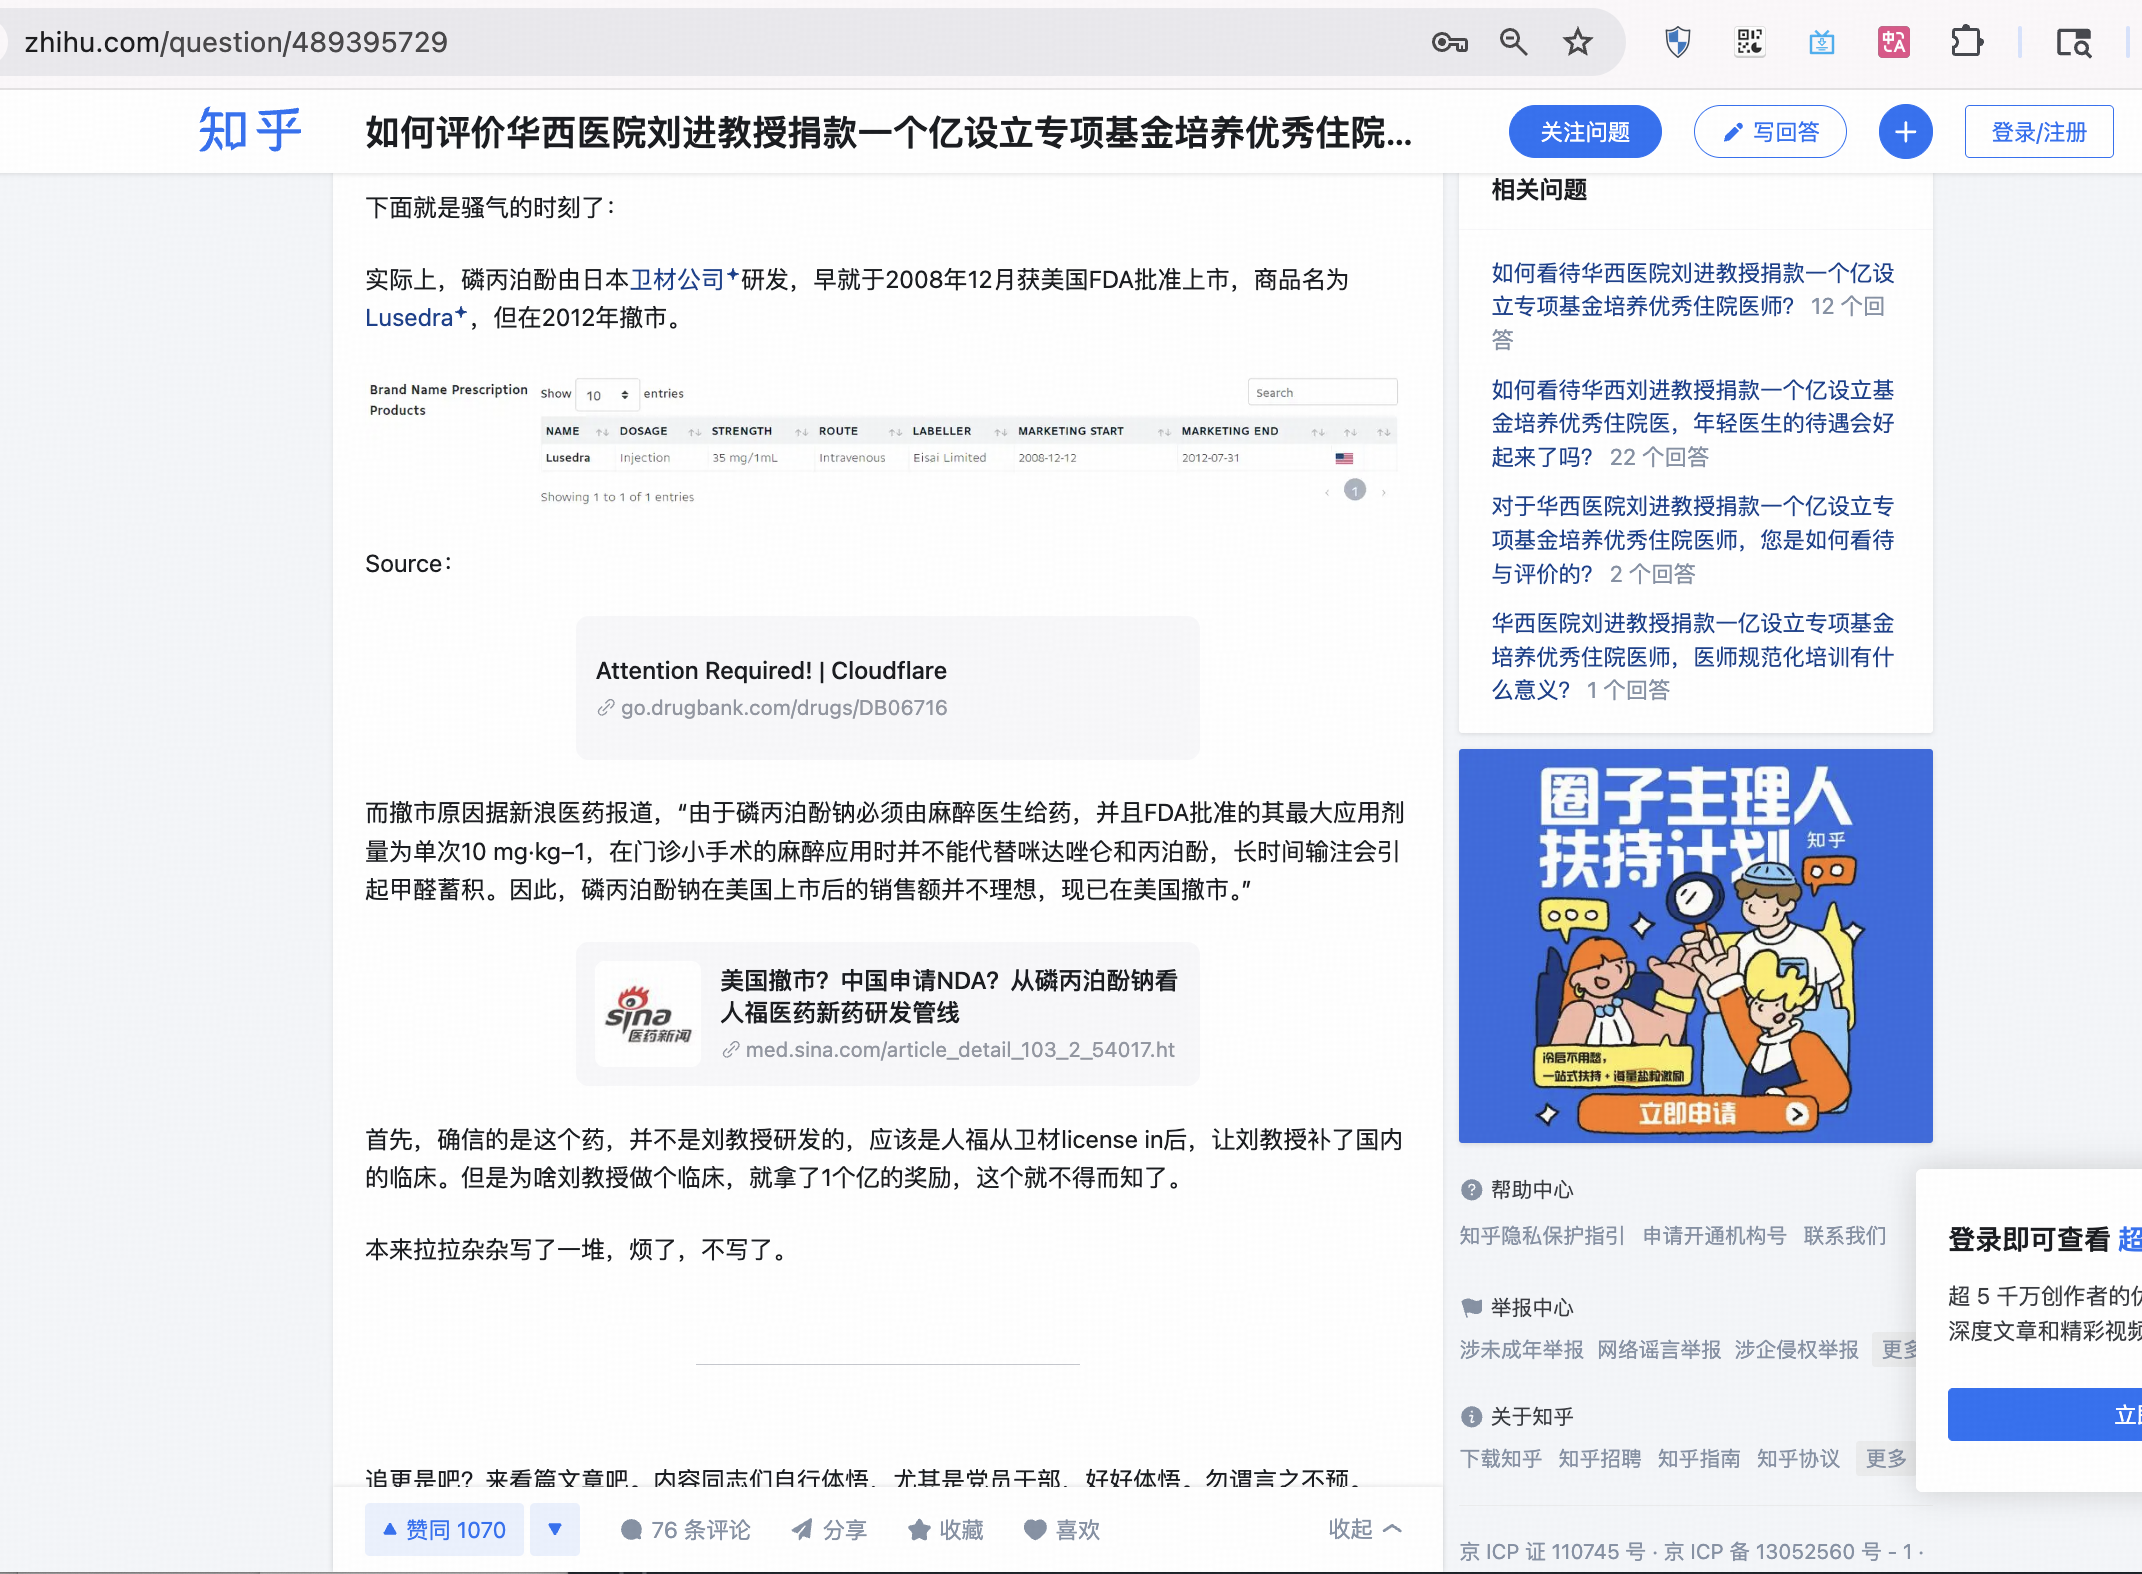 zhihu.com/question/489395729
知乎
如何评价华西医院刘进教授捐款一个亿设立专项基金培养优秀住院...
关注问题
写回答
登录/注册
下面就是骚气的时刻了：
实际上，磷丙泊酚由日本卫材公司研发，早就于2008年12月获美国FDA批准上市，商品名为
Lusedra，但在2012年撤市。
Brand Name Prescription
Products
Show 10 entries
Search
NAME DOSAGE STRENGTH ROUTE LABELLER MARKETING START MARKETING END
Lusedra Injection 35 mg/1mL Intravenous Eisai Limited 2008-12-12 2012-07-31
Showing 1 to 1 of 1 entries
‹ 1 ›
Source：
Attention Required! | Cloudflare
go.drugbank.com/drugs/DB06716
而撤市原因据新浪医药报道，“由于磷丙泊酚钠必须由麻醉医生给药，并且FDA批准的其最大应用剂
量为单次10 mg·kg–1，在门诊小手术的麻醉应用时并不能代替咪达唑仑和丙泊酚，长时间输注会引
起甲醛蓄积。因此，磷丙泊酚钠在美国上市后的销售额并不理想，现已在美国撤市。”
sina
医药新闻
美国撤市？中国申请NDA？从磷丙泊酚钠看
人福医药新药研发管线
med.sina.com/article_detail_103_2_54017.ht
首先，确信的是这个药，并不是刘教授研发的，应该是人福从卫材license in后，让刘教授补了国内
的临床。但是为啥刘教授做个临床，就拿了1个亿的奖励，这个就不得而知了。
本来拉拉杂杂写了一堆，烦了，不写了。
追更是吧？来看篇文章吧。内容同志们自行体悟，尤其是党员干部，好好体悟。勿谓言之不预。
赞同 1070
76 条评论
分享
收藏
喜欢
收起
相关问题
如何看待华西医院刘进教授捐款一个亿设
立专项基金培养优秀住院医师？ 12 个回
答
如何看待华西刘进教授捐款一个亿设立基
金培养优秀住院医，年轻医生的待遇会好
起来了吗？ 22 个回答
对于华西医院刘进教授捐款一个亿设立专
项基金培养优秀住院医师，您是如何看待
与评价的？ 2 个回答
华西医院刘进教授捐款一亿设立专项基金
培养优秀住院医师，医师规范化培训有什
么意义？ 1 个回答
圈子主理人
扶持计划
知乎
冷启不用愁，
一站式扶持+海量盐粒激励
立即申请
帮助中心
知乎隐私保护指引 申请开通机构号 联系我们
举报中心
涉未成年举报 网络谣言举报 涉企侵权举报 更多
关于知乎
下载知乎 知乎招聘 知乎指南 知乎协议 更多
京 ICP 证 110745 号 · 京 ICP 备 13052560 号 - 1 ·
登录即可查看 超
超 5 千万创作者的优
深度文章和精彩视频
立即